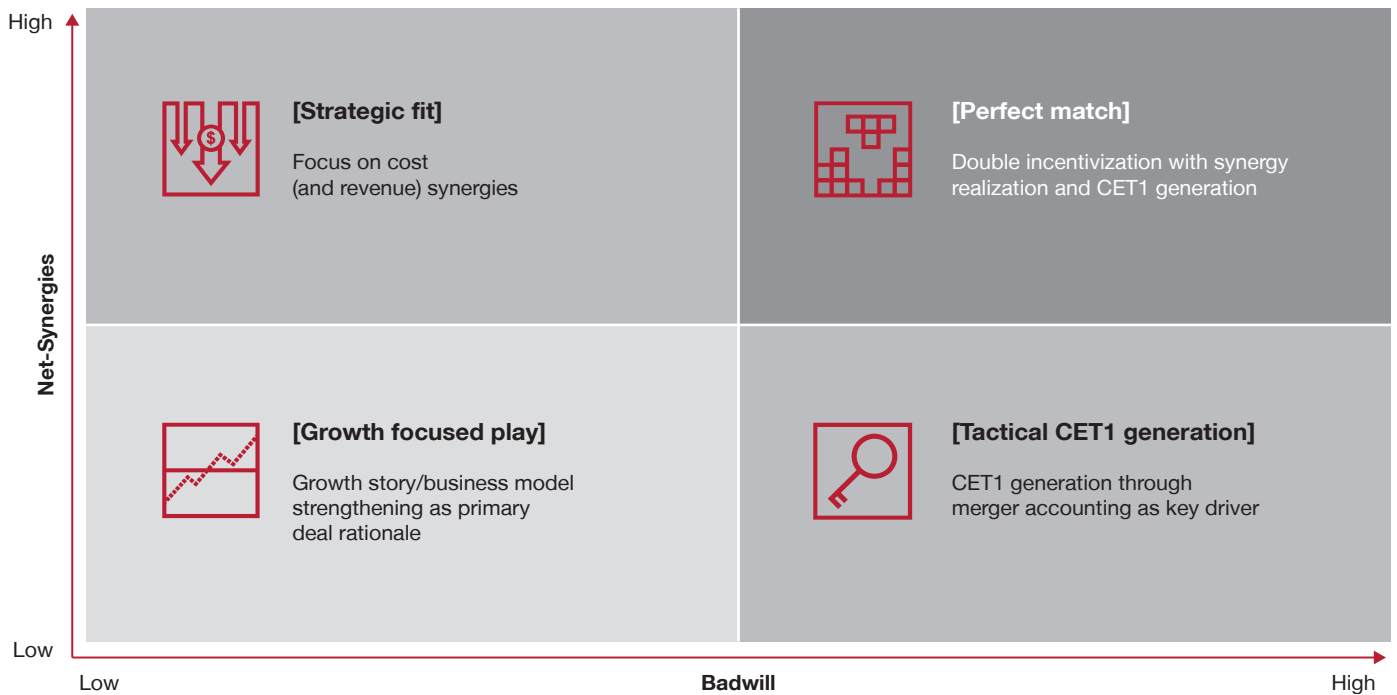 High
[Strategic fit]
Focus on cost
(and revenue) synergies
$
[Perfect match]
Double incentivization with synergy
realization and CET1 generation
Net-Synergies
[Growth focused play]
Growth story/business model
strengthening as primary
deal rationale
[Tactical CET1 generation]
CET1 generation through
merger accounting as key driver
Low
Low
Badwill
High